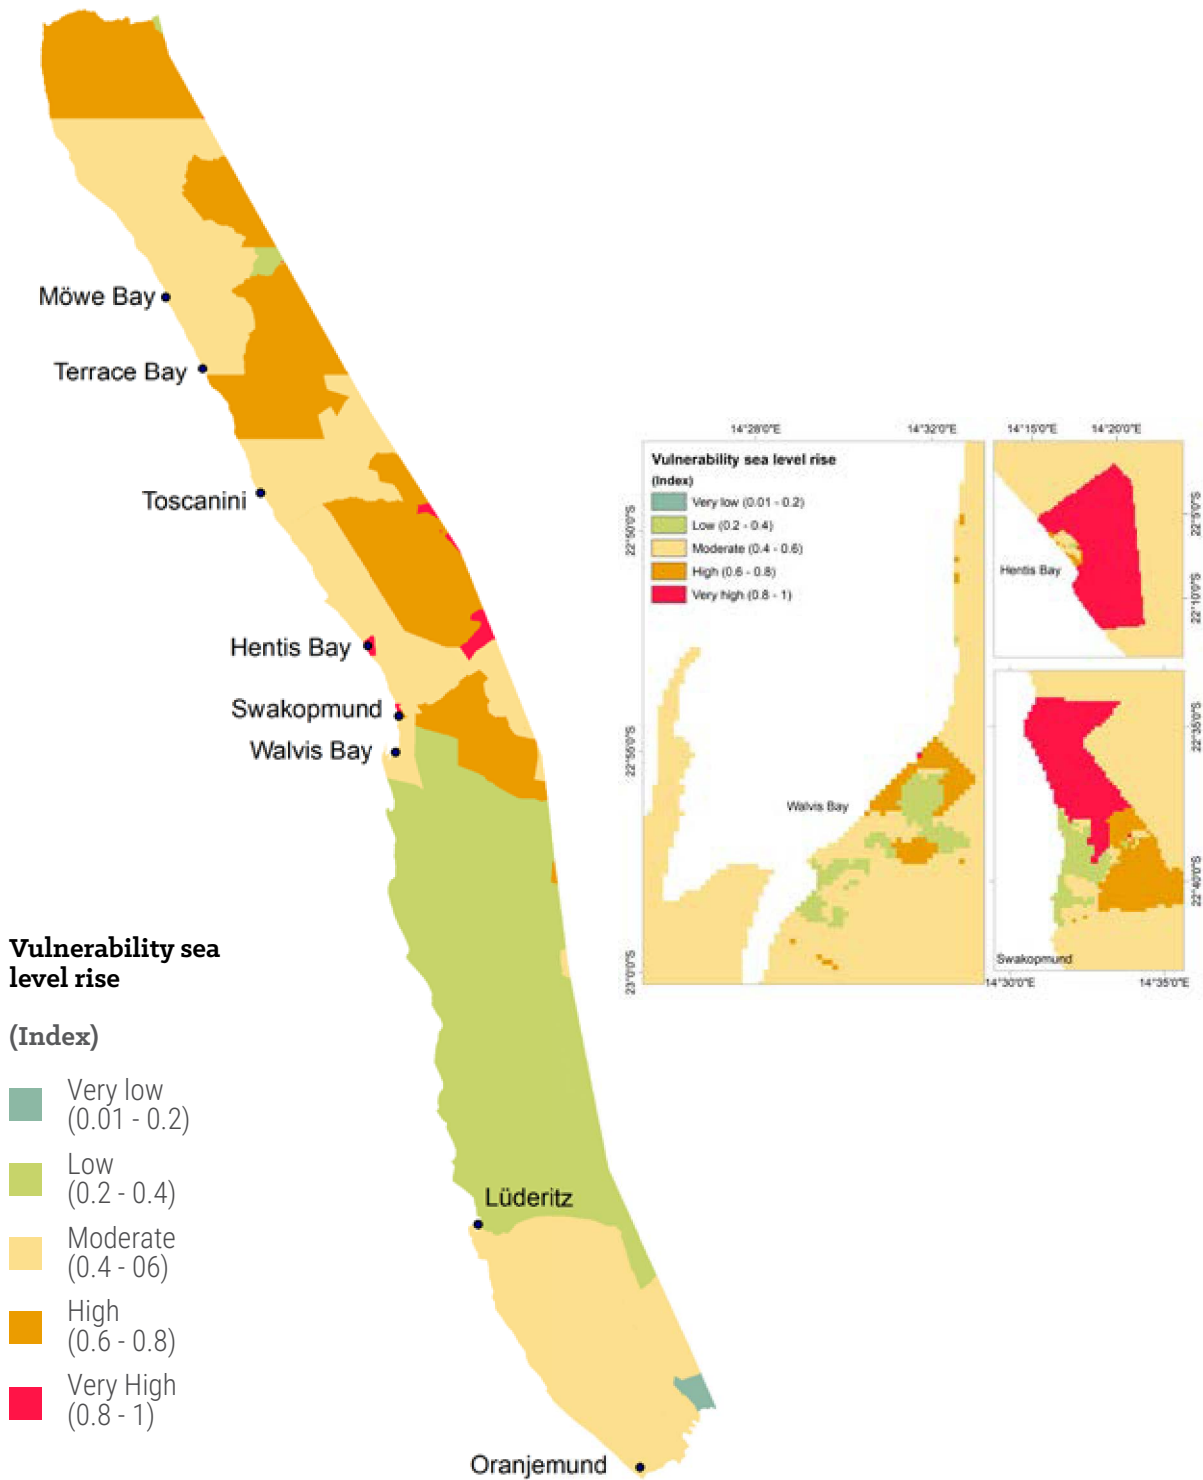 Möwe Bay
Terrace Bay
Toscanini
Hentis Bay
Swakopmund
Walvis Bay
Lüderitz
Oranjemund
Vulnerability sea
level rise
(Index)
Very low
(0.01 - 0.2)
Low
(0.2 - 0.4)
Moderate
(0.4 - 06)
High
(0.6 - 0.8)
Very High
(0.8 - 1)
14°28'0"E
14°32'0"E
Vulnerability sea level rise
(Index)
Very low (0.01 - 0.2)
Low (0.2 - 0.4)
Moderate (0.4 - 0.6)
High (0.6 - 0.8)
Very high (0.8 - 1)
22°50'0"S
22°55'0"S
23°0'0"S
Walvis Bay
14°15'0"E
14°20'0"E
22°5'0"S
22°10'0"S
Hentis Bay
22°35'0"S
22°40'0"S
Swakopmund
14°30'0"E
14°35'0"E